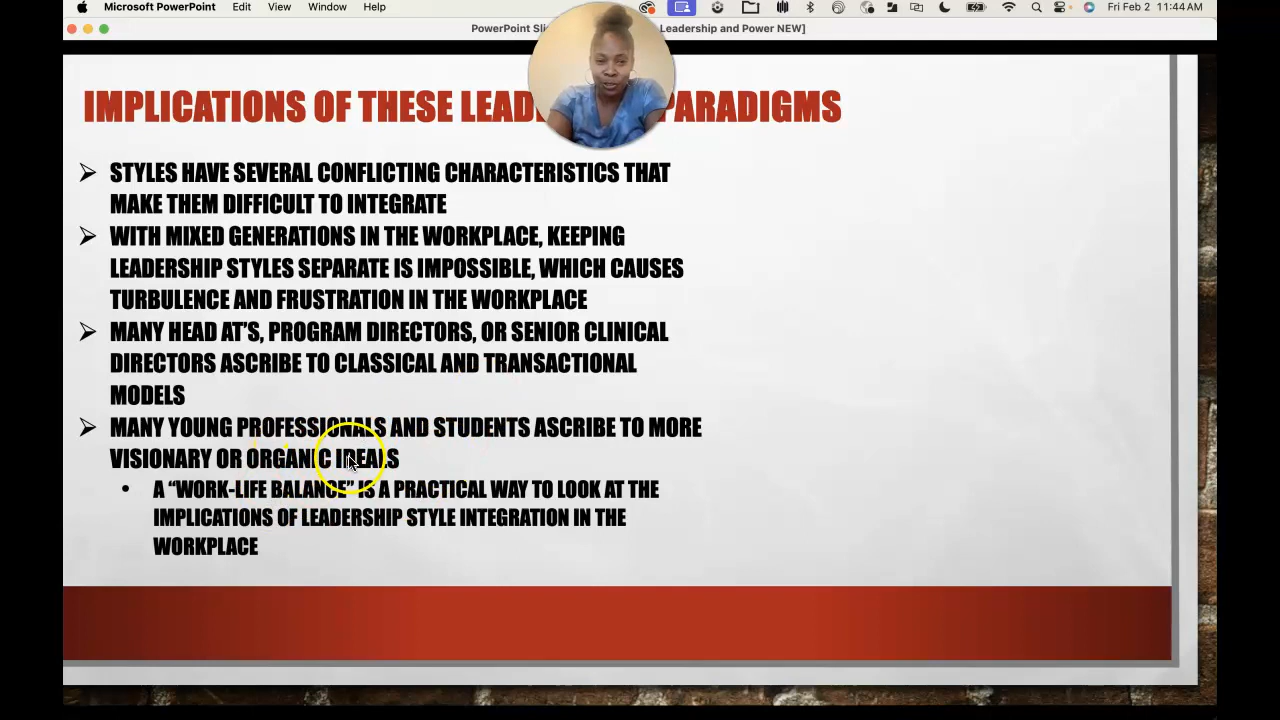 Microsoft PowerPoint Edit View Window Help Fri Feb 2 11:44 AM
PowerPoint Leadership and Power NEW]
IMPLICATIONS OF THESE PARADIGMS
STYLES HAVE SEVERAL CONFLICTING CHARACTERISTICS THAT
MAKE THEM DIFFICULT TO INTEGRATE
WITH MIXED GENERATIONS IN THE WORKPLACE, KEEPING
LEADERSHIP STYLES SEPARATE IS IMPOSSIBLE, WHICH CAUSES
TURBULENCE AND FRUSTRATION IN THE WORKPLACE
MANY HEAD AT'S, PROGRAM DIRECTORS, OR SENIOR CLINICAL
DIRECTORS ASCRIBE TO CLASSICAL AND TRANSACTIONAL
MODELS
MANY YOUNG PROFESSIONALS AND STUDENTS ASCRIBE TO MORE
VISIONARY OR ORGANIC IDEALS
• A “WORK-LIFE BALANCE” IS A PRACTICAL WAY TO LOOK AT THE
IMPLICATIONS OF LEADERSHIP STYLE INTEGRATION IN THE
WORKPLACE